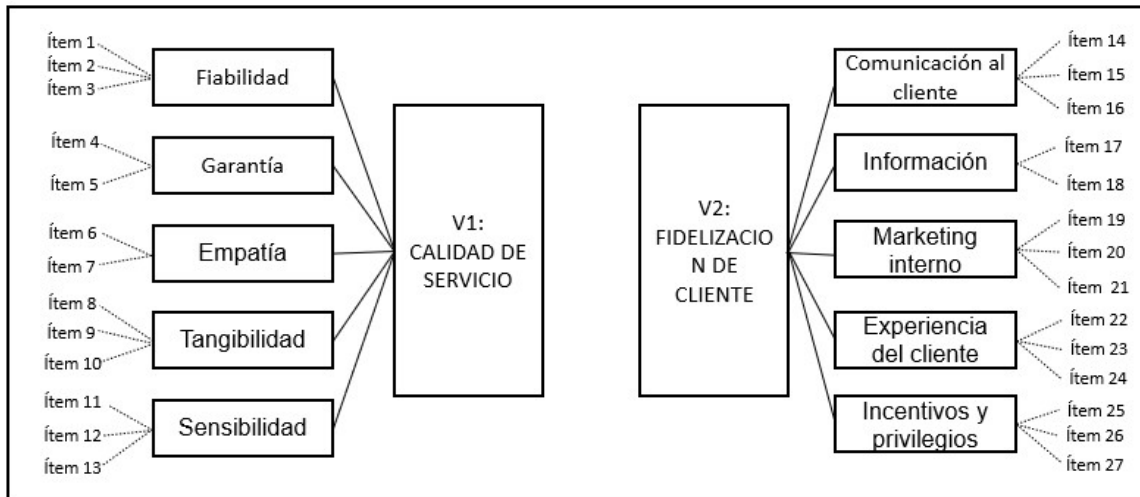 Ítem 1
Ítem 2
Ítem 3
Fiabilidad
Ítem 4
Ítem 5
Garantía
Ítem 6
Ítem 7
Empatía
Ítem 8
Ítem 9
Ítem 10
Tangibilidad
Ítem 11
Ítem 12
Ítem 13
Sensibilidad
V1:
CALIDAD DE
SERVICIO
V2:
FIDELIZACIO
N DE
CLIENTE
Comunicación al
cliente
Ítem 14
Ítem 15
Ítem 16
Información
Ítem 17
Ítem 18
Marketing
interno
Ítem 19
Ítem 20
Ítem 21
Experiencia
del cliente
Ítem 22
Ítem 23
Ítem 24
Incentivos y
privilegios
Ítem 25
Ítem 26
Ítem 27